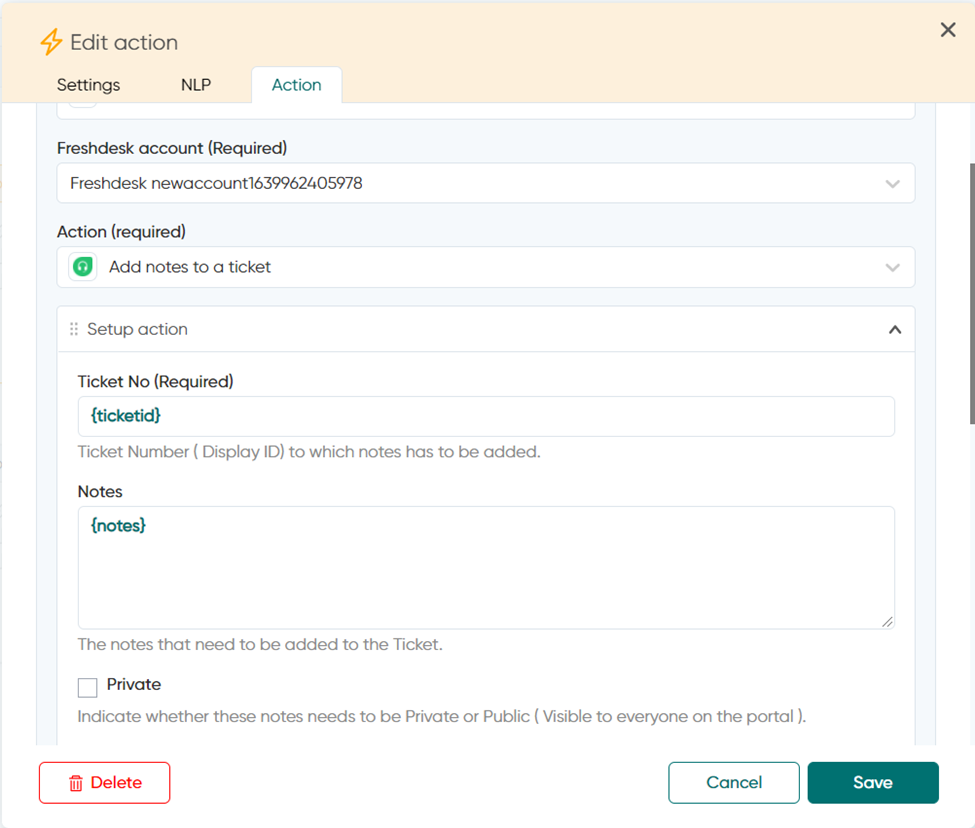 Edit action
Settings NLP Action
Freshdesk account (Required)
Freshdesk newaccount1639962405978
Action (required)
Add notes to a ticket
Setup action
Ticket No (Required)
{ticketid}
Ticket Number ( Display ID) to which notes has to be added.
Notes
{notes}
The notes that need to be added to the Ticket.
Private
Indicate whether these notes needs to be Private or Public ( Visible to everyone on the portal ).
Delete Cancel Save